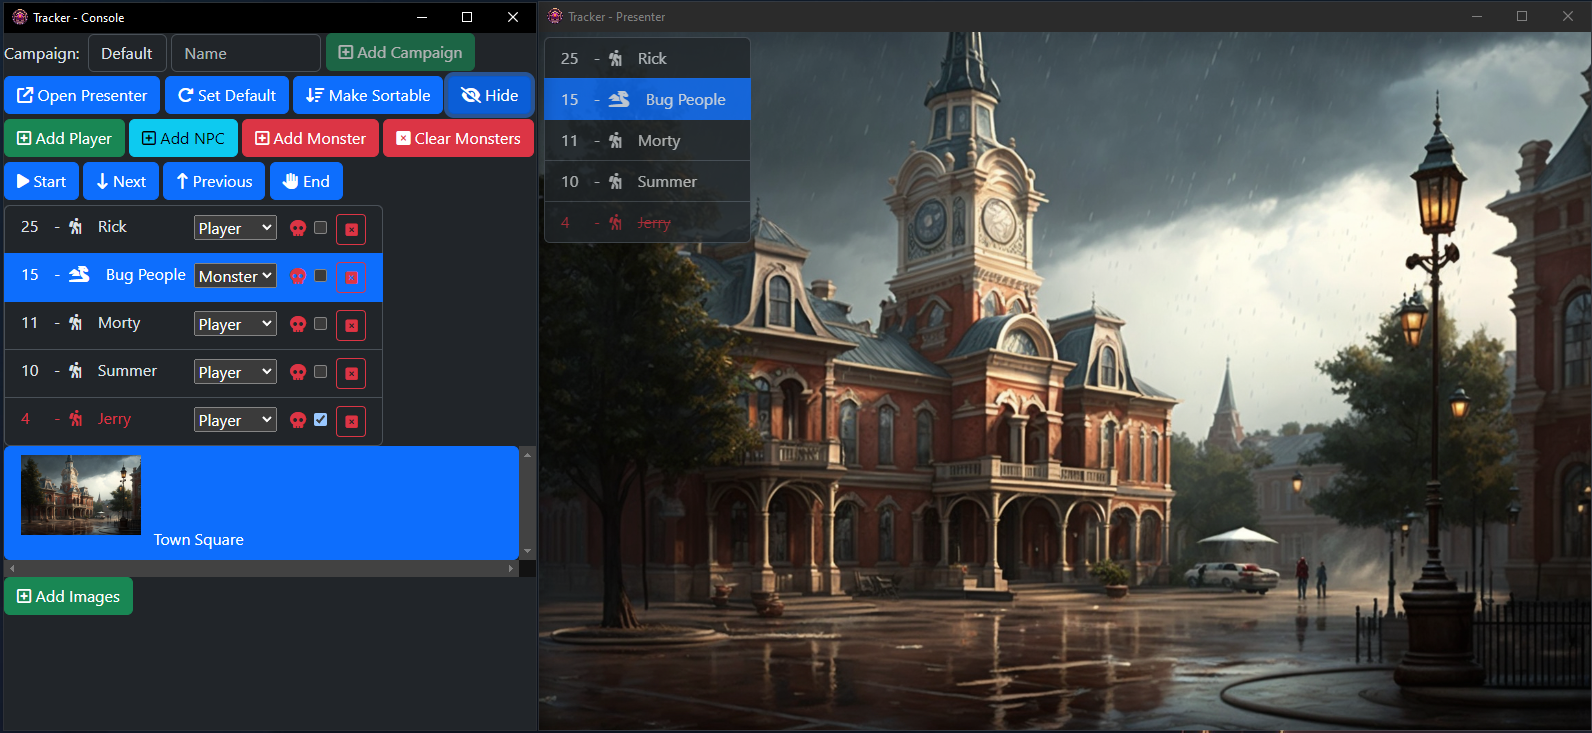 Tracker - Console
Campaign: Default Name Add Campaign
Open Presenter Set Default Make Sortable Hide
Add Player Add NPC Add Monster Clear Monsters
Start Next Previous End
25 - Rick Player
15 - Bug People Monster
11 - Morty Player
10 - Summer Player
4 - Jerry Player
Town Square
Add Images
Tracker - Presenter
25 - Rick
15 - Bug People
11 - Morty
10 - Summer
4 - Jerry